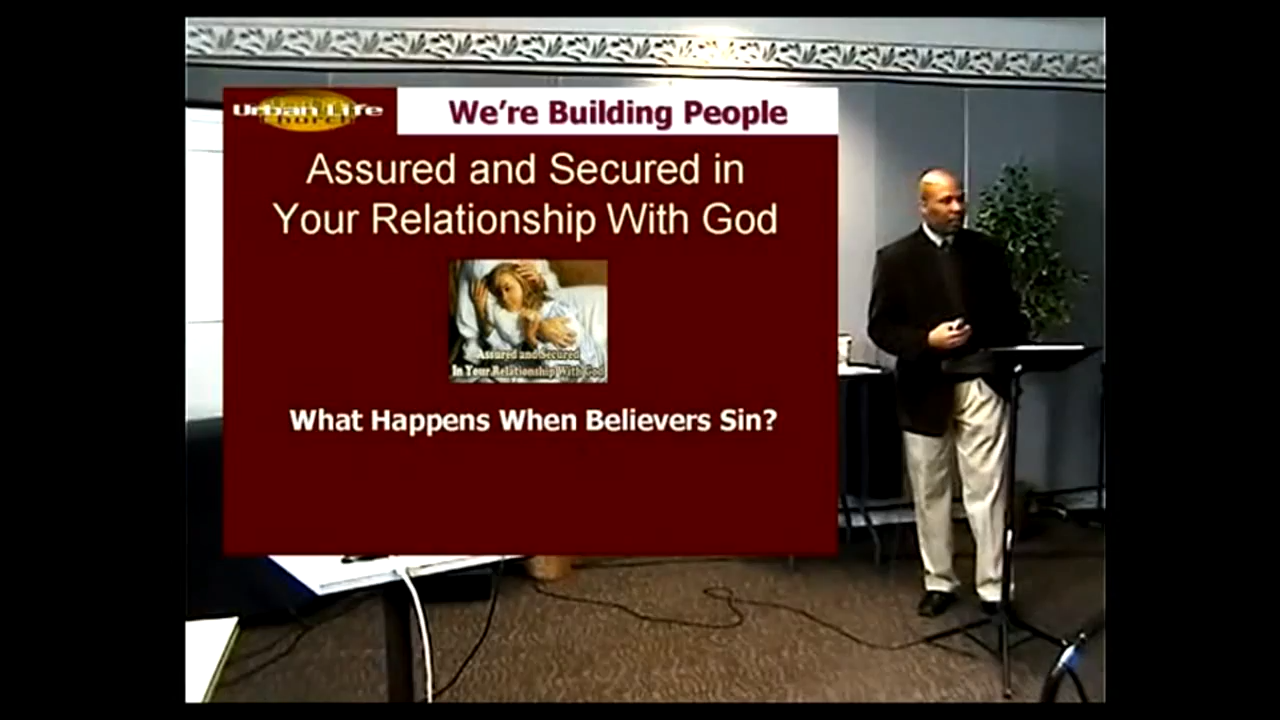 Urban Life
Church
We're Building People
Assured and Secured in
Your Relationship With God
Assured and Secured
In Your Relationship With God
What Happens When Believers Sin?